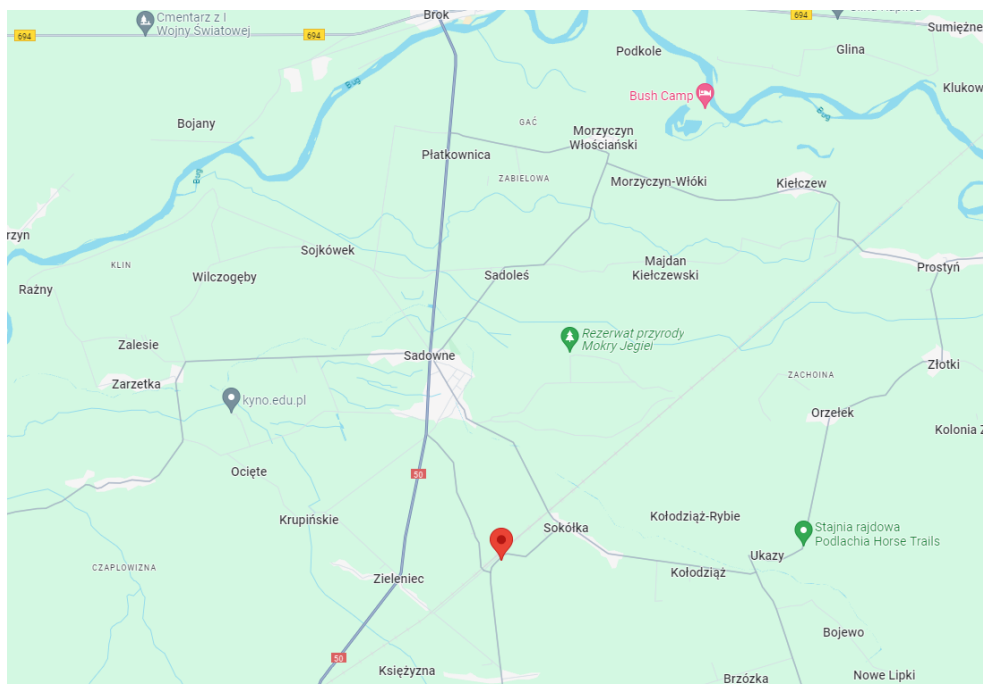 Cmentarz z I
Wojny Światowej
Brok
694
694
694
Sumiężne
Podkole
Glina
Bug
Bush Camp
Klukow
Bug
Bojany
GAĆ
Morzyczyn
Włościański
Płatkownica
Bug
ZABIELOWA
Morzyczyn-Włóki
Kiełczew
rzyn
Sojkówek
KLIN
Wilczogęby
Sadoleś
Majdan
Kiełczewski
Prostyń
Rażny
Rezerwat przyrody
Mokry Jegiel
Zalesie
Sadowne
Złotki
Zarzetka
ZACHOINA
kyno.edu.pl
Orzełek
Kolonia Z
Ocięte
50
Krupińskie
Sokółka
Kołodziąż-Rybie
Stajnia rajdowa
Podlachia Horse Trails
Ukazy
CZAPLOWIZNA
Zieleniec
Kołodziąż
Bojewo
50
Księżyzna
Brzózka
Nowe Lipki